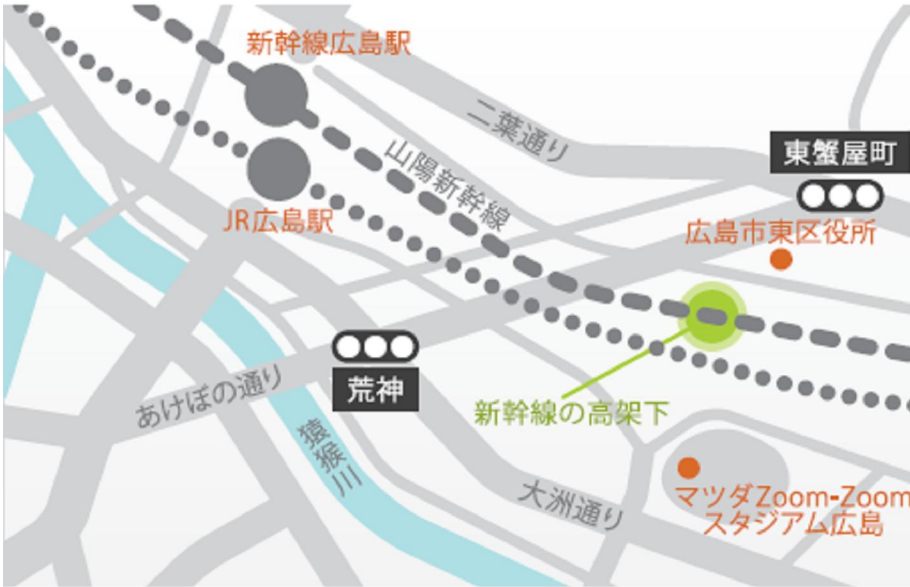 新幹線広島駅
二葉通り
東蟹屋町
山陽新幹線
JR広島駅
広島市東区役所
荒神
あけぼの通り
新幹線の高架下
猿猴川
大洲通り
マツダZoom-Zoom
スタジアム広島